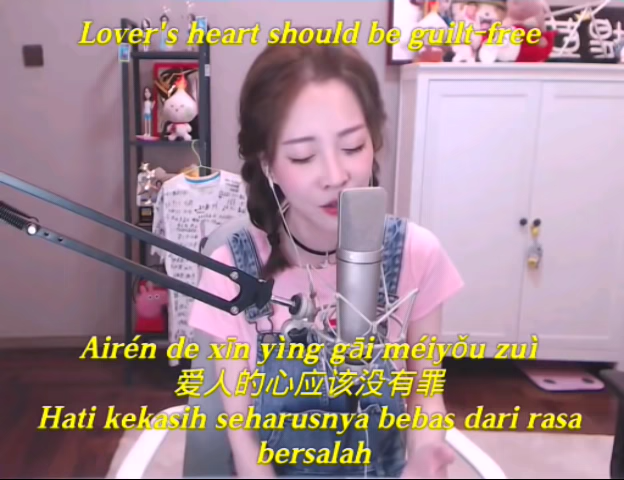 Lover's heart should be guilt-free
Airén de xīn yìng gāi méiyǒu zuì
爱人的心应该没有罪
Hati kekasih seharusnya bebas dari rasa
bersalah